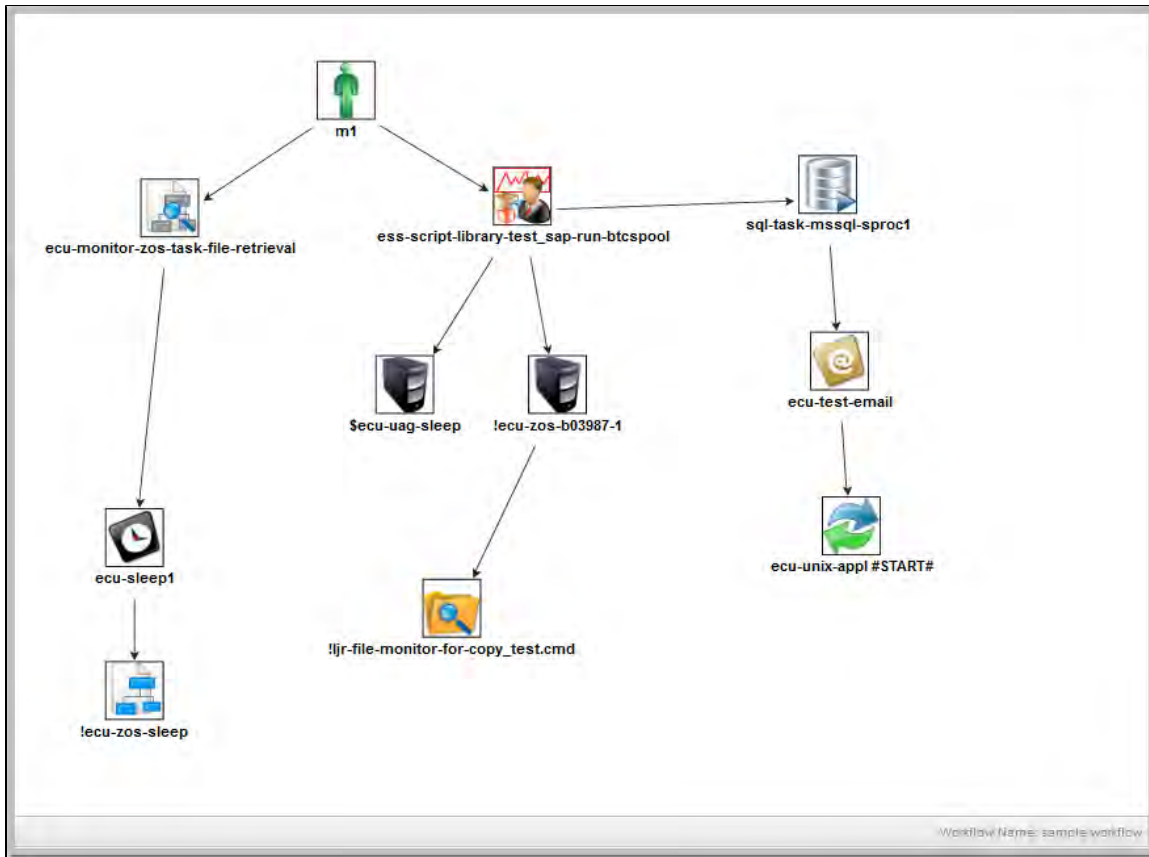 m1
ecu-monitor-zos-task-file-retrieval
ess-script-library-test_sap-run-btcspool
sql-task-mssql-sproc1
$ecu-uag-sleep
!ecu-zos-b03987-1
ecu-test-email
ecu-sleep1
ecu-unix-appl #START#
!ljr-file-monitor-for-copy_test.cmd
!ecu-zos-sleep
Workflow Name: sample workflow